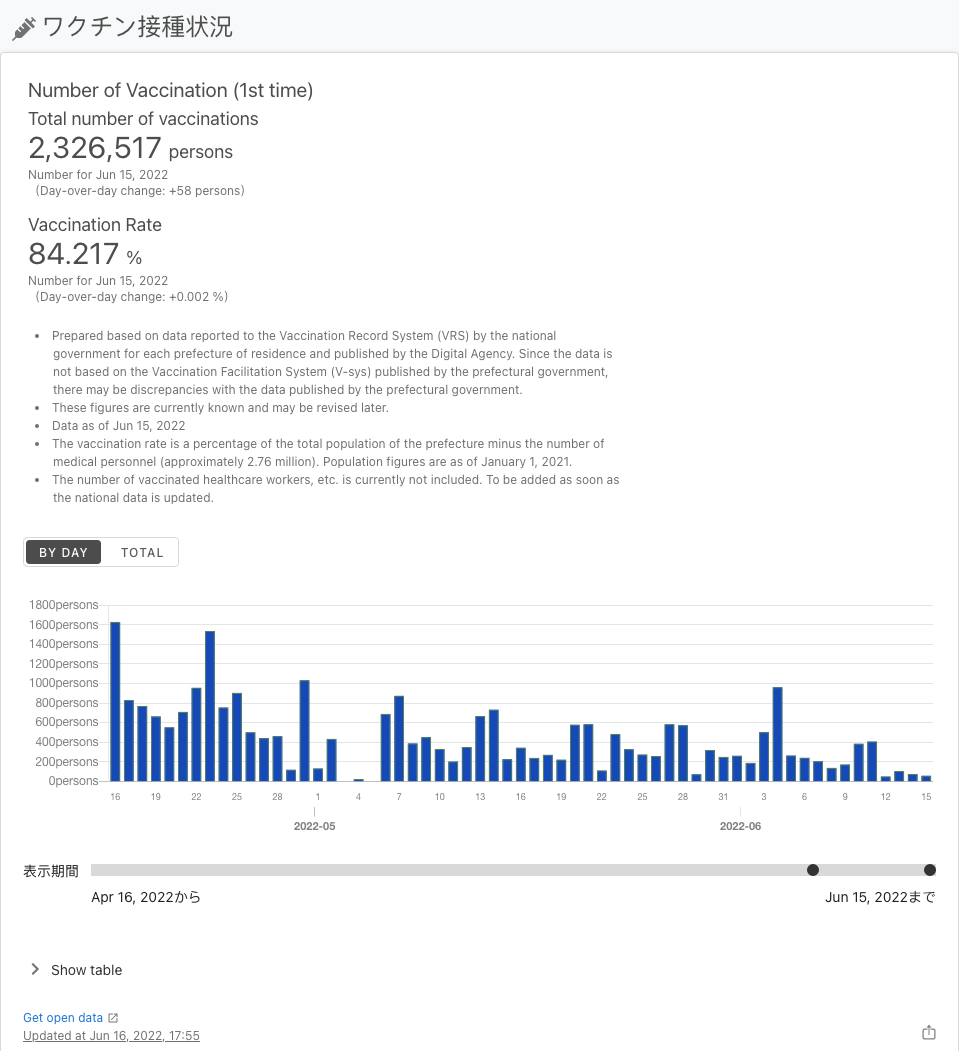 ワクチン接種状況
Number of Vaccination (1st time)
Total number of vaccinations
2,326,517 persons
Number for Jun 15, 2022
(Day-over-day change: +58 persons)
Vaccination Rate
84.217 %
Number for Jun 15, 2022
(Day-over-day change: +0.002 %)
• Prepared based on data reported to the Vaccination Record System (VRS) by the national
government for each prefecture of residence and published by the Digital Agency. Since the data is
not based on the Vaccination Facilitation System (V-sys) published by the prefectural government,
there may be discrepancies with the data published by the prefectural government.
• These figures are currently known and may be revised later.
• Data as of Jun 15, 2022
• The vaccination rate is a percentage of the total population of the prefecture minus the number of
medical personnel (approximately 2.76 million). Population figures are as of January 1, 2021.
• The number of vaccinated healthcare workers, etc. is currently not included. To be added as soon as
the national data is updated.
BY DAY TOTAL
1800persons
1600persons
1400persons
1200persons
1000persons
800persons
600persons
400persons
200persons
0persons
16 19 22 25 28 1 4 7 10 13 16 19 22 25 28 31 3 6 9 12 15
2022-05 2022-06
表示期間
Apr 16, 2022から Jun 15, 2022まで
Show table
Get open data
Updated at Jun 16, 2022, 17:55